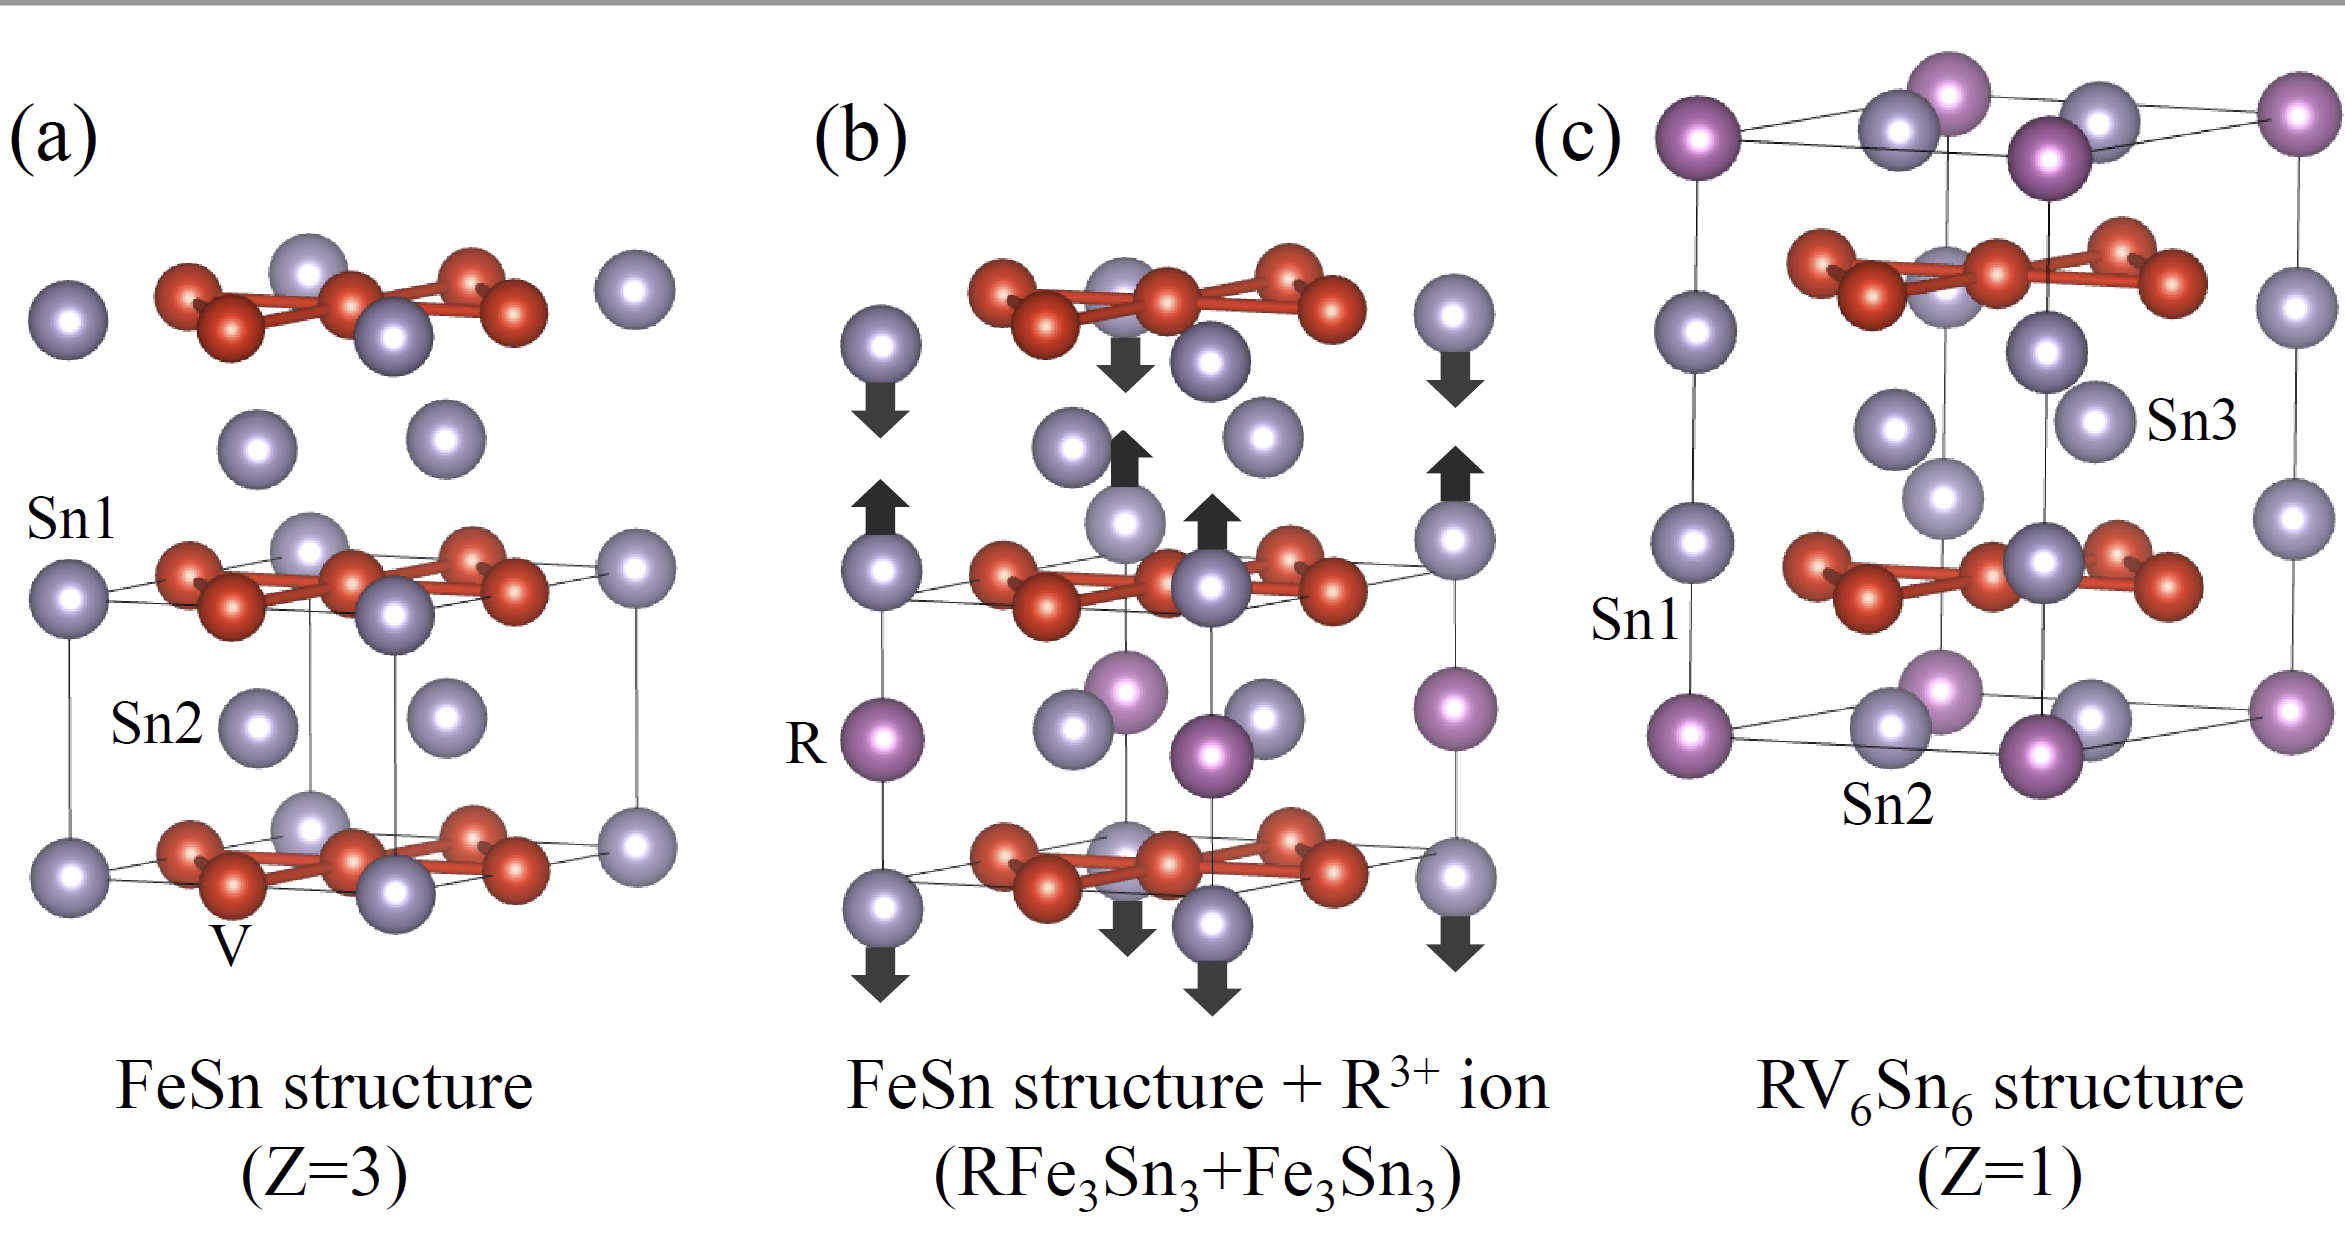 (a)
(b)
(c)
Sn3
Sn1
Sn1
Sn2
R
Sn2
V
FeSn structure
(Z=3)
FeSn structure + R³⁺ ion
(RFe₃Sn₃+Fe₃Sn₃)
RV₆Sn₆ structure
(Z=1)